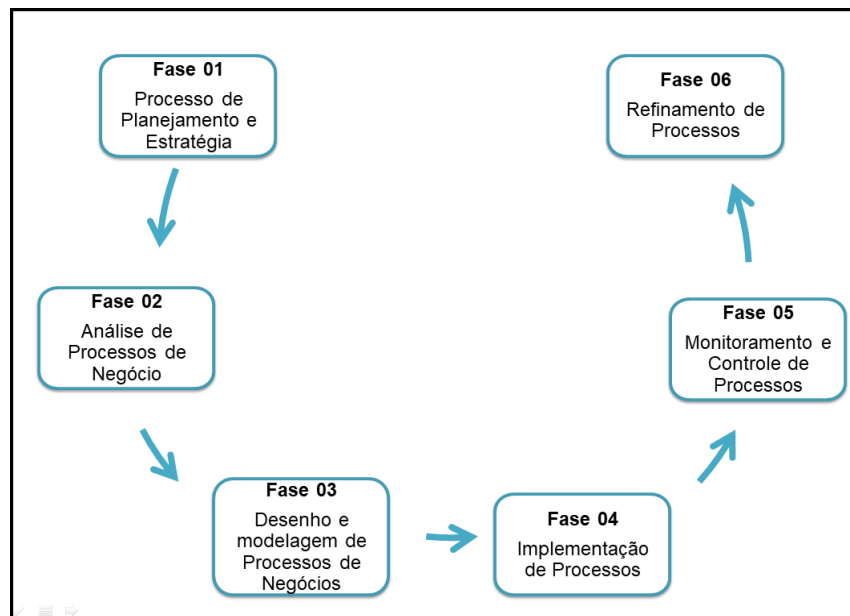 Fase 01
Processo de
Planejamento e
Estratégia
Fase 02
Análise de
Processos de
Negócio
Fase 03
Desenho e
modelagem de
Processos de
Negócios
Fase 04
Implementação
de Processos
Fase 05
Monitoramento e
Controle de
Processos
Fase 06
Refinamento de
Processos